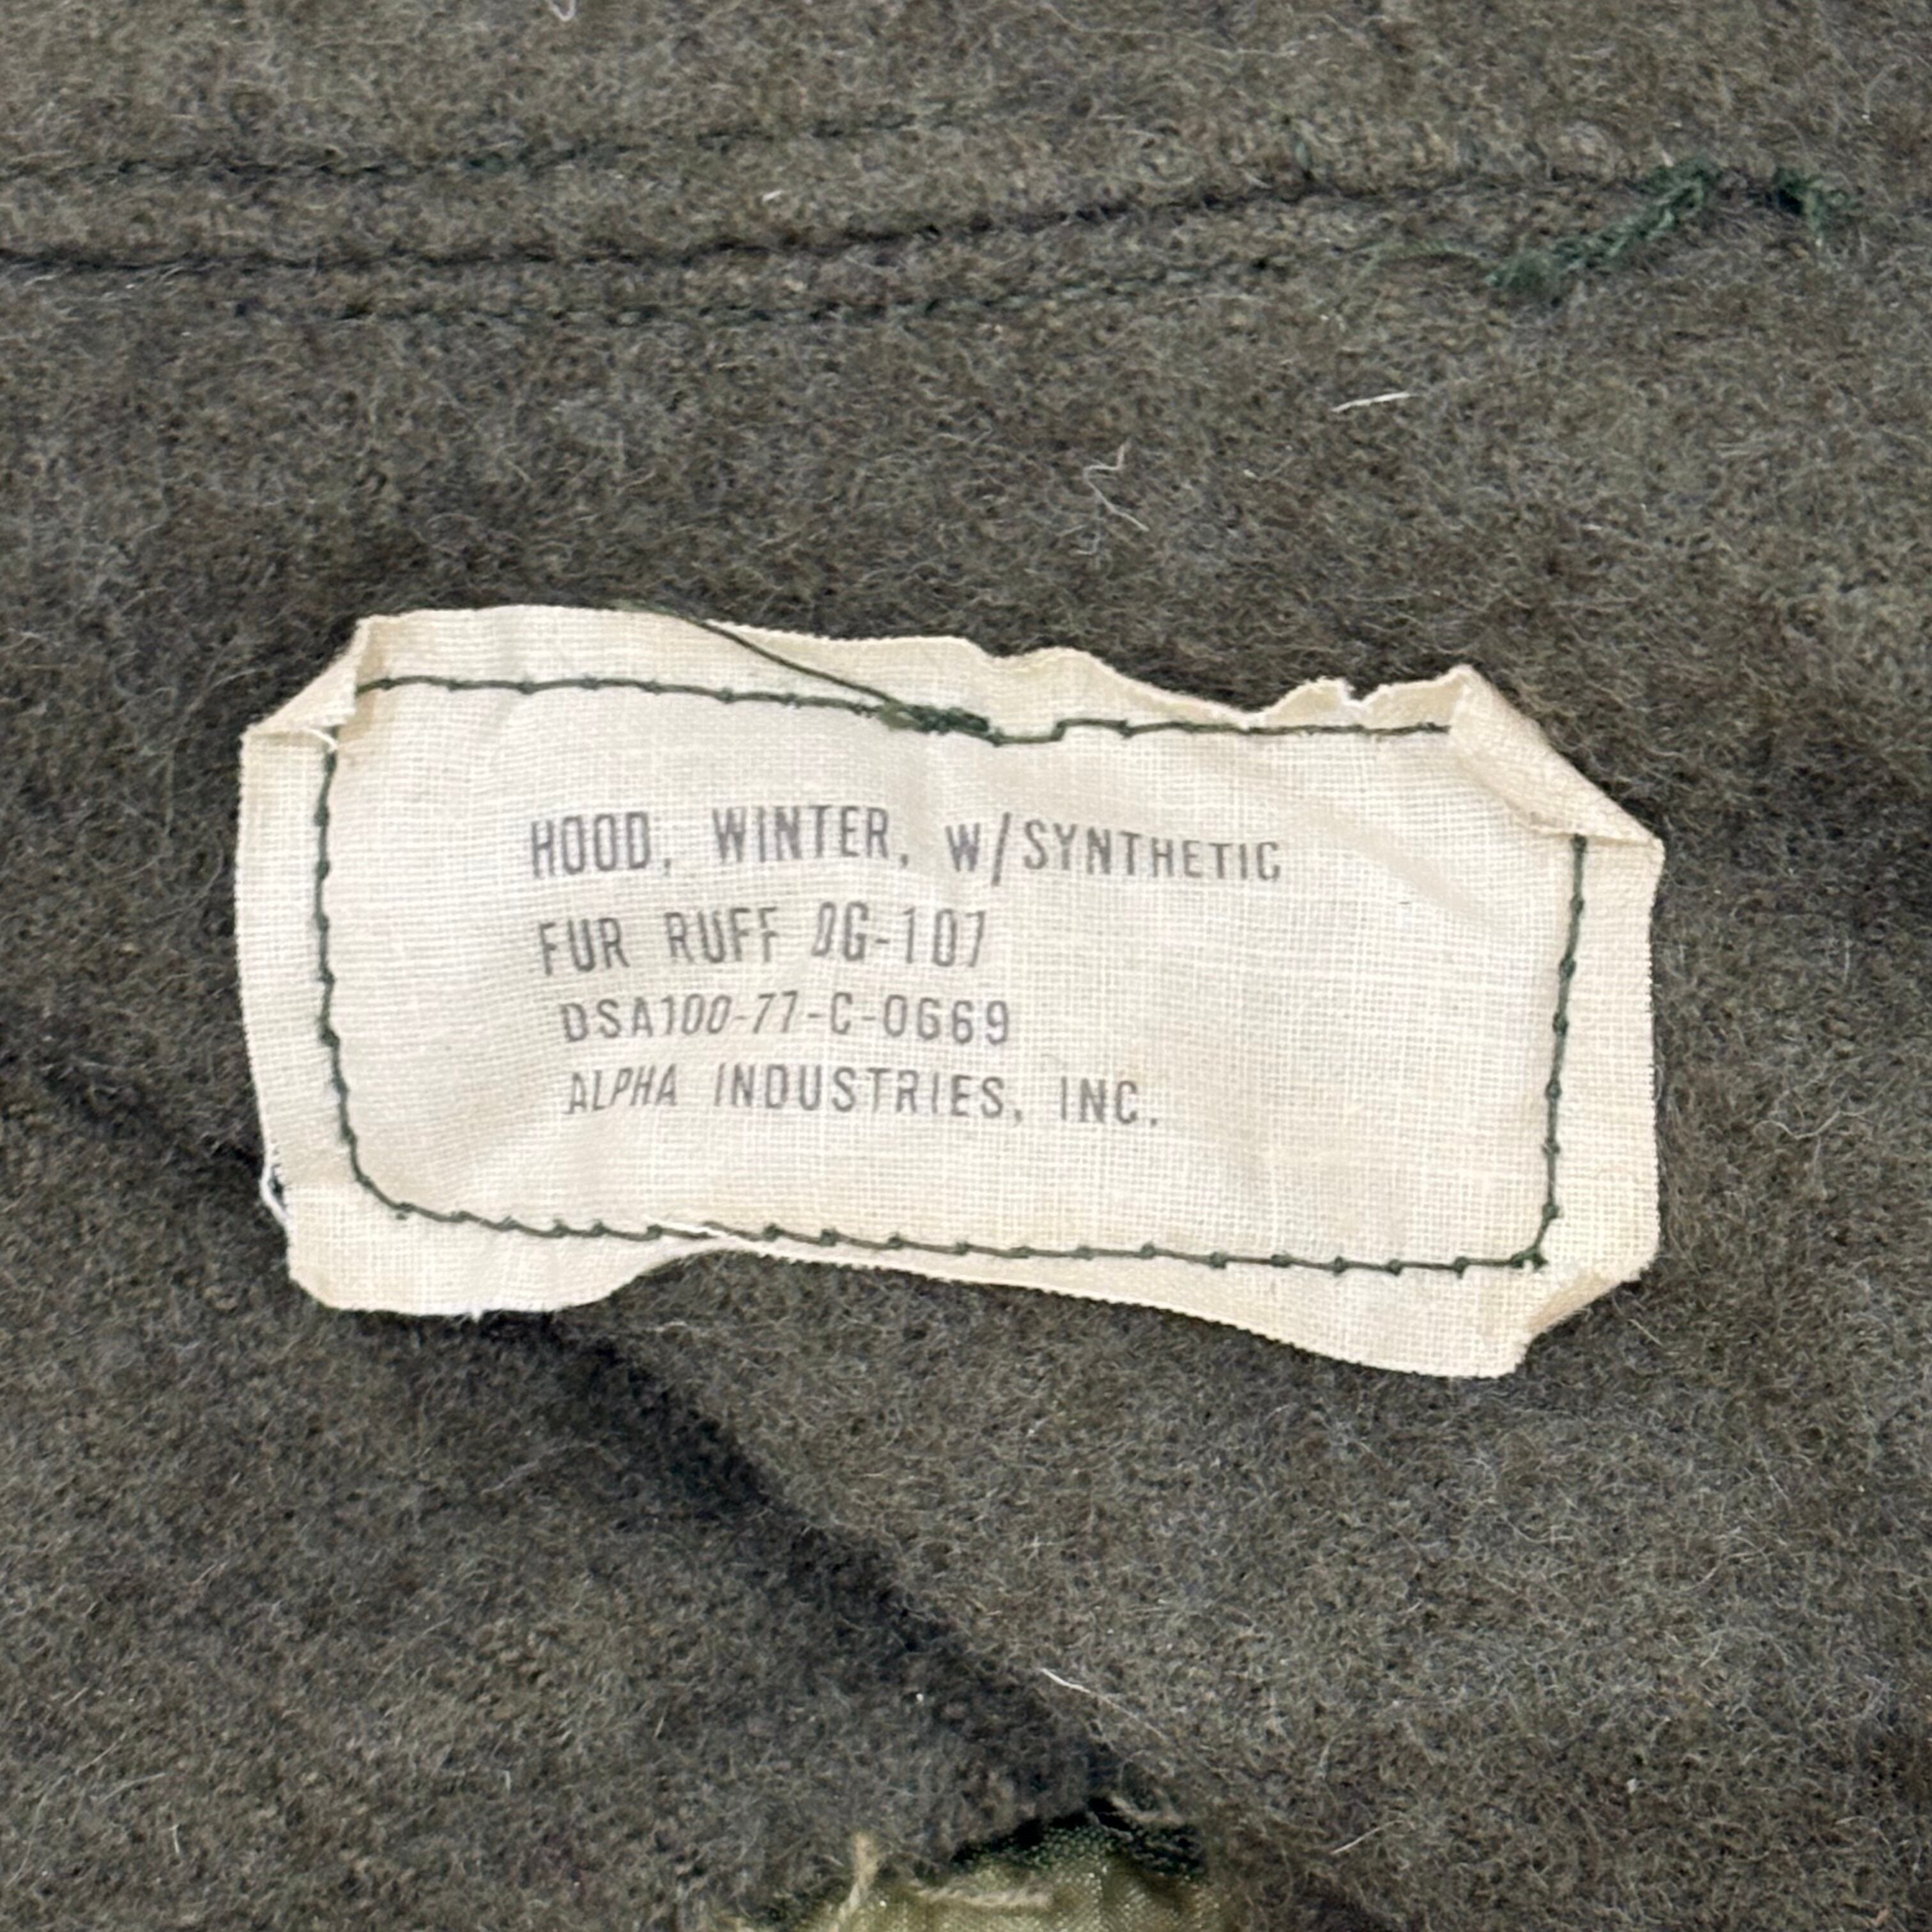 HOOD, WINTER, W/SYNTHETIC
FUR RUFF OG-107
DSA100-77-C-0669
ALPHA INDUSTRIES, INC.